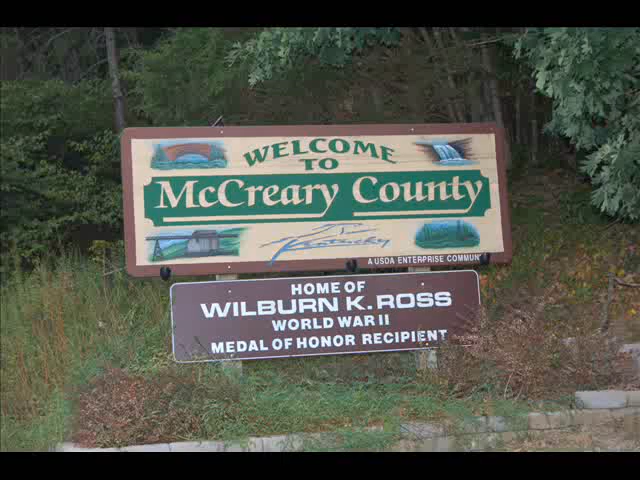 WELCOME
TO
McCreary County
Kentucky
A USDA ENTERPRISE COMMUN
HOME OF
WILBURN K. ROSS
WORLD WAR II
MEDAL OF HONOR RECIPIENT